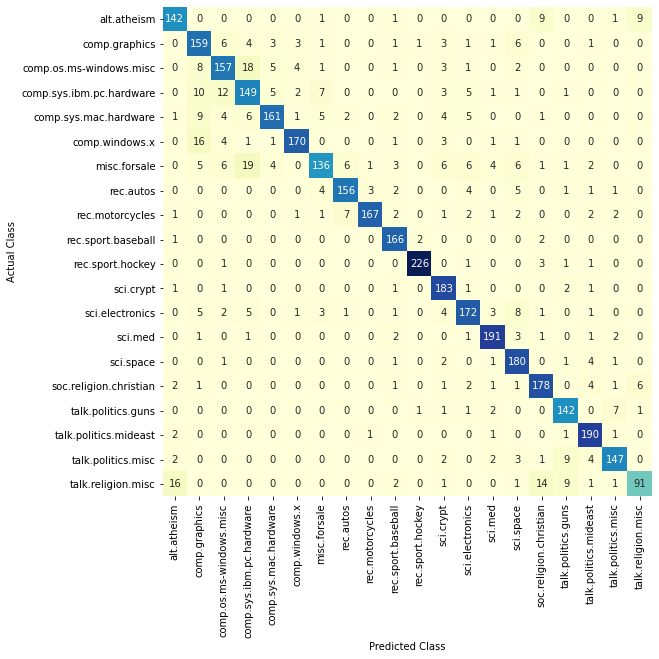 alt.atheism 142 0 0 0 0 0 1 0 0 1 0 0 0 0 0 9 0 0 1 9
comp.graphics 0 159 6 4 3 3 1 0 0 1 1 3 1 1 6 0 0 1 0 0
comp.os.ms-windows.misc 0 8 157 18 5 4 1 0 0 1 0 3 1 0 2 0 0 0 0 0
comp.sys.ibm.pc.hardware 0 10 12 149 5 2 7 0 0 0 0 3 5 1 1 0 1 0 0 0
comp.sys.mac.hardware 1 9 4 6 161 1 5 2 0 2 0 4 5 0 1 0 0 0 0 0
comp.windows.x 0 16 4 1 1 170 0 0 0 1 0 3 0 1 1 0 0 0 0 0
misc.forsale 0 5 6 19 4 0 136 6 1 3 0 6 6 4 6 1 1 2 0 0
rec.autos 0 0 0 0 0 0 4 156 3 2 0 0 4 0 5 0 1 1 1 0
rec.motorcycles 1 0 0 0 0 1 1 7 167 2 0 1 2 1 2 0 0 2 2 0
rec.sport.baseball 1 0 0 0 0 0 0 0 0 166 2 0 0 0 0 2 0 0 0 0
rec.sport.hockey 0 0 1 0 0 0 0 0 0 0 226 0 1 0 0 3 1 1 0 0
sci.crypt 1 0 1 0 0 0 0 0 0 1 0 183 1 0 0 0 2 1 0 0
sci.electronics 0 5 2 5 0 1 3 1 0 1 0 4 172 3 8 1 0 1 0 0
sci.med 0 1 0 1 0 0 0 0 0 2 0 0 1 191 3 1 0 1 2 0
sci.space 0 0 1 0 0 0 0 0 0 1 0 2 0 1 180 0 1 4 1 0
soc.religion.christian 2 1 0 0 0 0 0 0 0 1 0 1 2 1 1 178 0 4 1 6
talk.politics.guns 0 0 0 0 0 0 0 0 0 0 1 1 1 2 0 0 142 0 7 1
talk.politics.mideast 2 0 0 0 0 0 0 0 1 0 0 0 0 1 0 0 1 190 1 0
talk.politics.misc 2 0 0 0 0 0 0 0 0 0 0 2 0 2 3 1 9 4 147 0
talk.religion.misc 16 0 0 0 0 0 0 0 0 2 0 1 0 0 1 14 9 1 1 91
Actual Class
alt.atheism
comp.graphics
comp.os.ms-windows.misc
comp.sys.ibm.pc.hardware
comp.sys.mac.hardware
comp.windows.x
misc.forsale
rec.autos
rec.motorcycles
rec.sport.baseball
rec.sport.hockey
sci.crypt
sci.electronics
sci.med
sci.space
soc.religion.christian
talk.politics.guns
talk.politics.mideast
talk.politics.misc
talk.religion.misc
Predicted Class